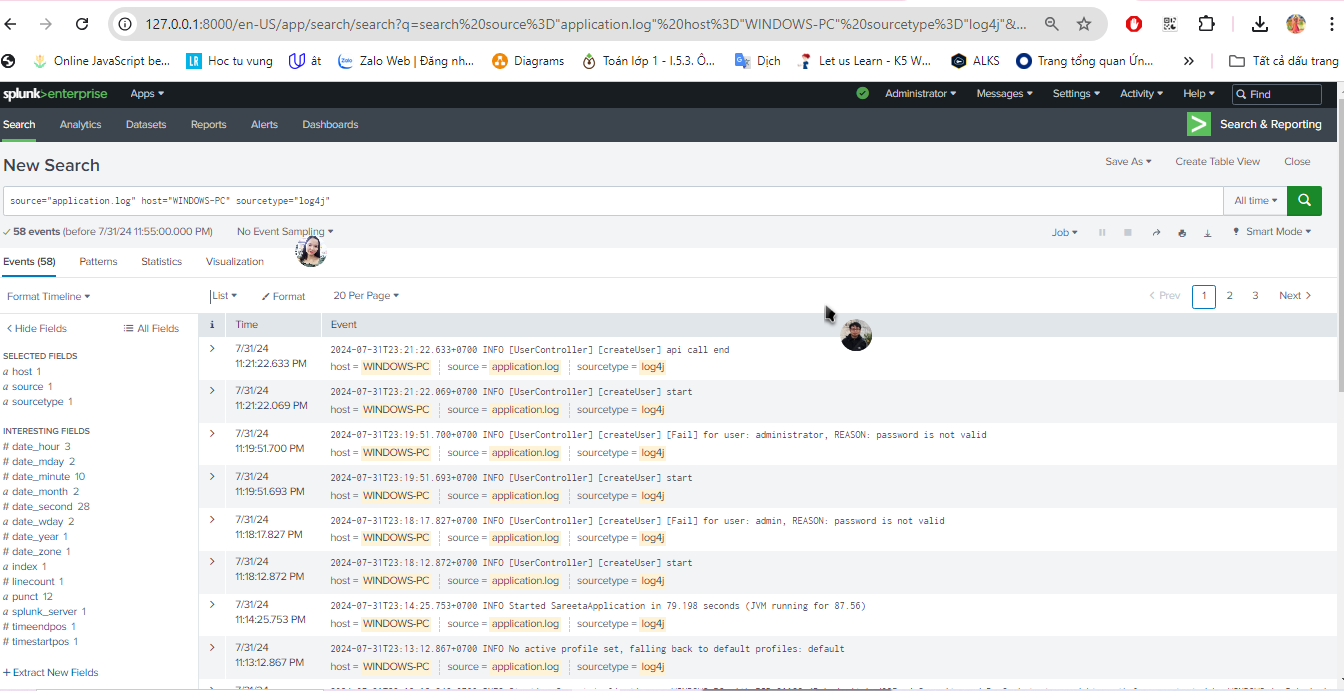 127.0.0.1:8000/en-US/app/search/search?q=search%20source%3D"application.log"%20host%3D"WINDOWS-PC"%20sourcetype%3D"log4j"&...
Online JavaScript be... Hoc tu vung ât Zalo Web | Đăng nh... Diagrams Toán lớp 1 - I.5.3. Ô... Dịch Let us Learn - K5 W... ALKS Trang tổng quan Ứn... » Tất cả dấu trang
splunk>enterprise Apps Administrator Messages Settings Activity Help Find
Search Analytics Datasets Reports Alerts Dashboards Search & Reporting
New Search Save As Create Table View Close
source="application.log" host="WINDOWS-PC" sourcetype="log4j" All time
58 events (before 7/31/24 11:55:00.000 PM) No Event Sampling Job Smart Mode
Events (58) Patterns Statistics Visualization
Format Timeline List Format 20 Per Page < Prev 1 2 3 Next >
< Hide Fields All Fields
SELECTED FIELDS
a host 1
a source 1
a sourcetype 1
INTERESTING FIELDS
# date_hour 3
# date_mday 2
# date_minute 10
a date_month 2
# date_second 28
a date_wday 2
# date_year 1
# date_zone 1
a index 1
# linecount 1
a punct 12
a splunk_server 1
# timeendpos 1
# timestartpos 1
+ Extract New Fields
i Time Event
7/31/24
11:21:22.633 PM
2024-07-31T23:21:22.633+0700 INFO [UserController] [createUser] api call end
host = WINDOWS-PC source = application.log sourcetype = log4j
7/31/24
11:21:22.069 PM
2024-07-31T23:21:22.069+0700 INFO [UserController] [createUser] start
host = WINDOWS-PC source = application.log sourcetype = log4j
7/31/24
11:19:51.700 PM
2024-07-31T23:19:51.700+0700 INFO [UserController] [createUser] [Fail] for user: administrator, REASON: password is not valid
host = WINDOWS-PC source = application.log sourcetype = log4j
7/31/24
11:19:51.693 PM
2024-07-31T23:19:51.693+0700 INFO [UserController] [createUser] start
host = WINDOWS-PC source = application.log sourcetype = log4j
7/31/24
11:18:17.827 PM
2024-07-31T23:18:17.827+0700 INFO [UserController] [createUser] [Fail] for user: admin, REASON: password is not valid
host = WINDOWS-PC source = application.log sourcetype = log4j
7/31/24
11:18:12.872 PM
2024-07-31T23:18:12.872+0700 INFO [UserController] [createUser] start
host = WINDOWS-PC source = application.log sourcetype = log4j
7/31/24
11:14:25.753 PM
2024-07-31T23:14:25.753+0700 INFO Started SareetaApplication in 79.198 seconds (JVM running for 87.56)
host = WINDOWS-PC source = application.log sourcetype = log4j
7/31/24
11:13:12.867 PM
2024-07-31T23:13:12.867+0700 INFO No active profile set, falling back to default profiles: default
host = WINDOWS-PC source = application.log sourcetype = log4j